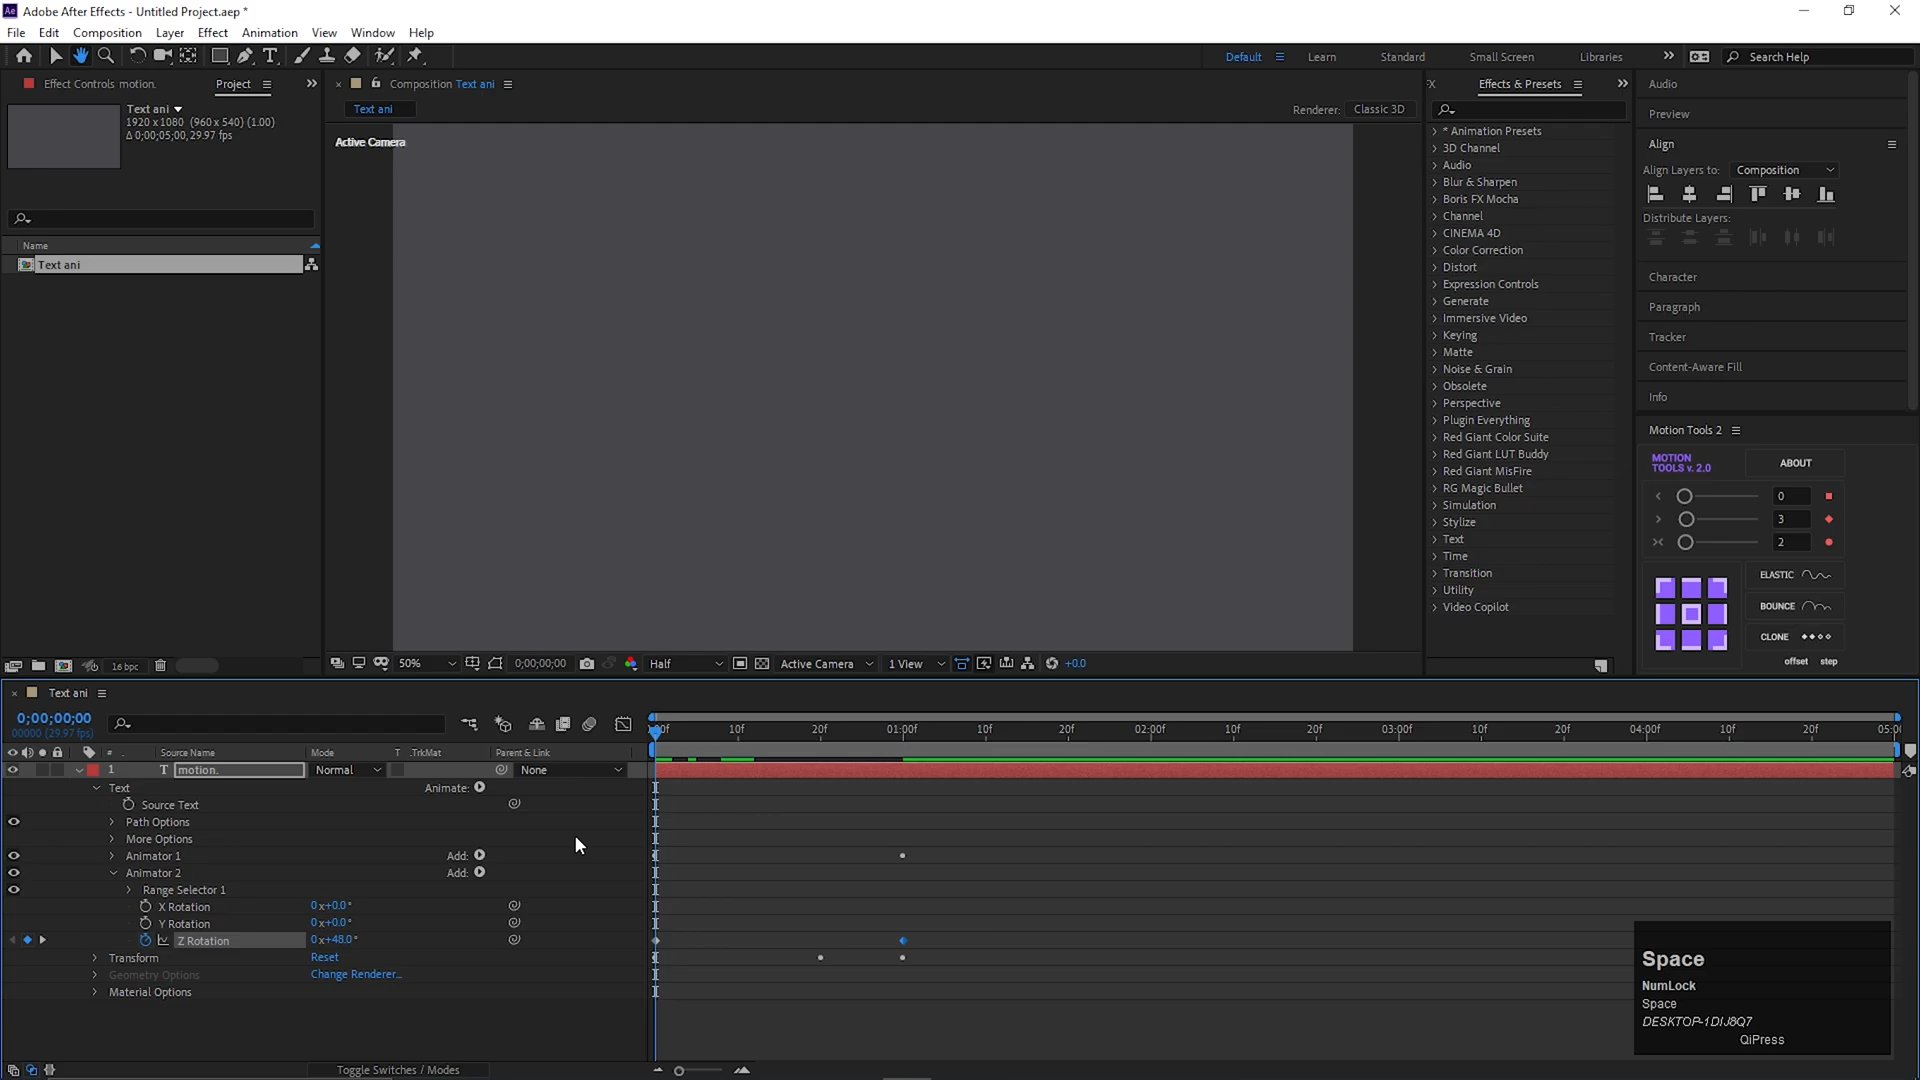 Adobe After Effects - Untitled Project.aep *
File Edit Composition Layer Effect Animation View Window Help
Default Learn Standard Small Screen Libraries Search Help
Effect Controls motion. Project
Text ani
1920 x 1080 (960 x 540) (1.00)
Δ 0;00;05;00, 29.97 fps
Name
Text ani
16 bpc
Composition Text ani
Text ani
Renderer: Classic 3D
Active Camera
50% 0;00;00;00 Half Active Camera 1 View +0.0
Effects & Presets
* Animation Presets
3D Channel
Audio
Blur & Sharpen
Boris FX Mocha
Channel
CINEMA 4D
Color Correction
Distort
Expression Controls
Generate
Immersive Video
Keying
Matte
Noise & Grain
Obsolete
Perspective
Plugin Everything
Red Giant Color Suite
Red Giant LUT Buddy
Red Giant MisFire
RG Magic Bullet
Simulation
Stylize
Text
Time
Transition
Utility
Video Copilot
Audio
Preview
Align
Align Layers to: Composition
Distribute Layers:
Character
Paragraph
Tracker
Content-Aware Fill
Info
Motion Tools 2
MOTION
TOOLS v. 2.0
ABOUT
0
3
2
ELASTIC
BOUNCE
CLONE
offset step
Text ani
0;00;00;00
00000 (29.97 fps)
10f 20f 01:00f 10f 20f 02:00f 10f 20f 03:00f 10f 20f 04:00f 10f 20f 05:00
# Source Name Mode T .TrkMat Parent & Link
1 T motion. Normal None
Text Animate:
Source Text
Path Options
More Options
Animator 1 Add:
Animator 2 Add:
Range Selector 1
X Rotation 0x+0.0°
Y Rotation 0x+0.0°
Z Rotation 0x+48.0°
Transform Reset
Geometry Options Change Renderer...
Material Options
Toggle Switches / Modes
Space
NumLock
Space
DESKTOP-1DIJ8Q7
QiPress